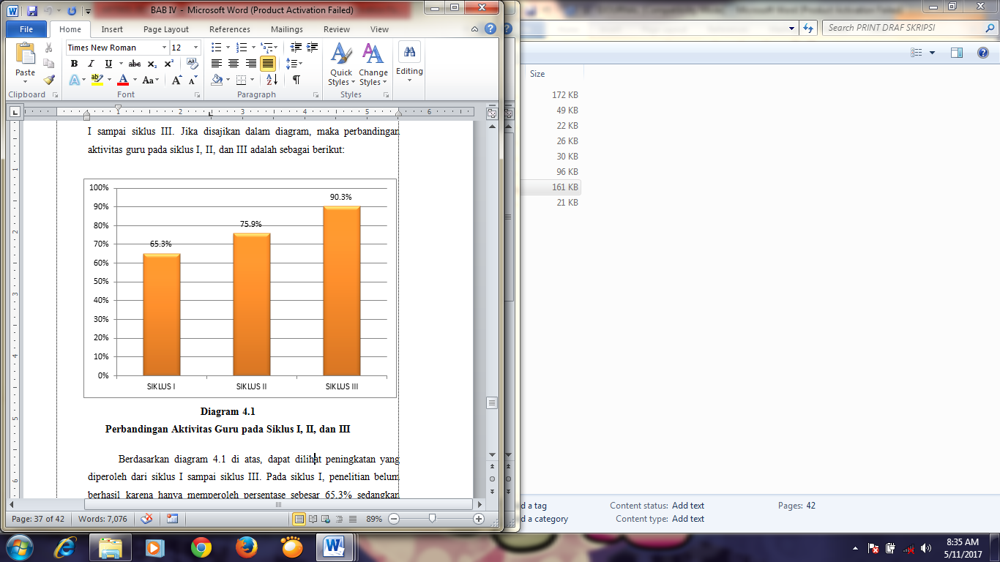 BAB IV - Microsoft Word (Product Activation Failed)
File Home Insert Page Layout References Mailings Review View
Search PRINT DRAF SKRIPSI
Times New Roman 12
Paste
Quick Styles
Change Styles
Editing
Clipboard Font Paragraph Styles
Size
172 KB
49 KB
22 KB
26 KB
30 KB
96 KB
161 KB
21 KB
I sampai siklus III. Jika disajikan dalam diagram, maka perbandingan
aktivitas guru pada siklus I, II, dan III adalah sebagai berikut:
100%
90%
80%
70%
60%
50%
40%
30%
20%
10%
0%
65.3%
75.9%
90.3%
SIKLUS I SIKLUS II SIKLUS III
Diagram 4.1
Perbandingan Aktivitas Guru pada Siklus I, II, dan III
Berdasarkan diagram 4.1 di atas, dapat dilihat peningkatan yang
diperoleh dari siklus I sampai siklus III. Pada siklus I, penelitian belum
berhasil karena hanya memperoleh persentase sebesar 65.3% sedangkan
Page: 37 of 42 Words: 7,076 89%
d a tag Content status: Add text Pages: 42
d a category Content type: Add text
8:35 AM
5/11/2017